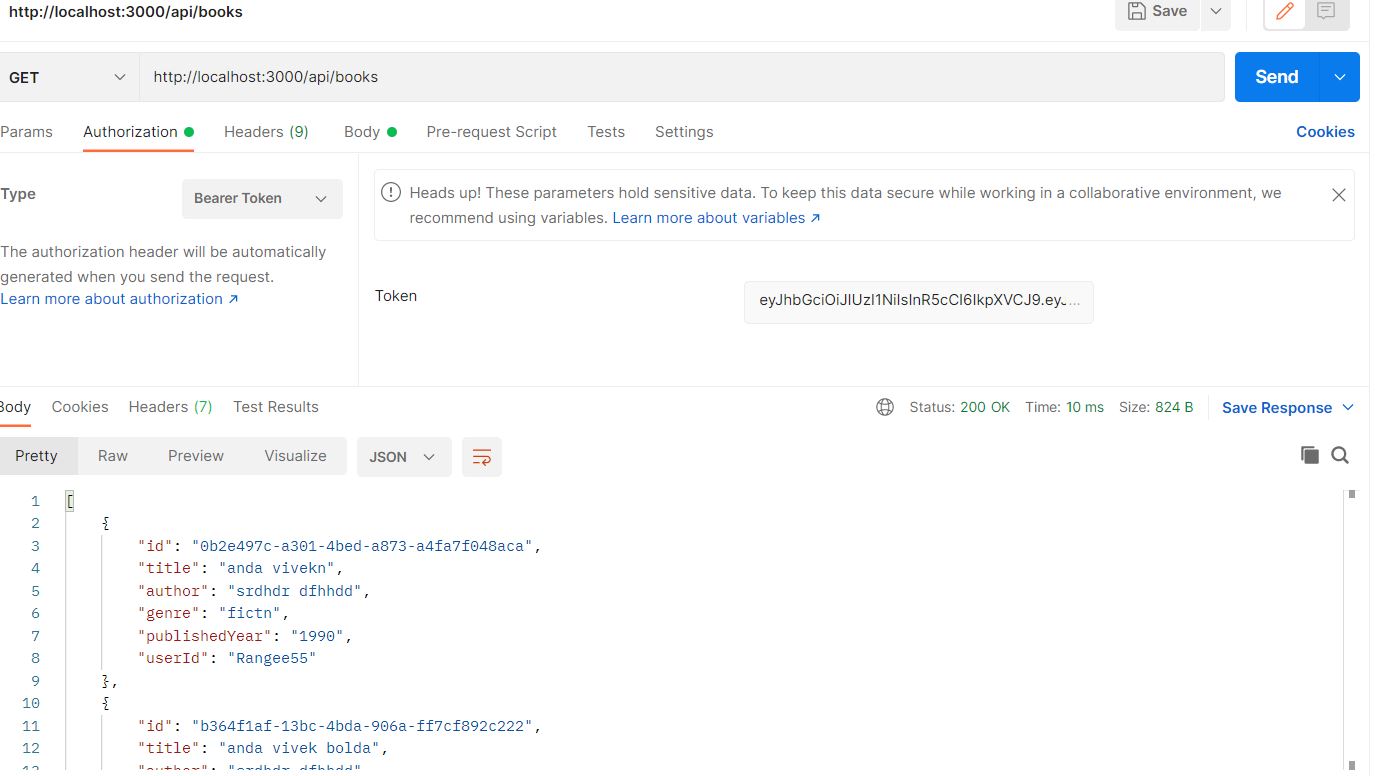 http://localhost:3000/api/books
Save
GET
http://localhost:3000/api/books
Send
Params Authorization Headers (9) Body Pre-request Script Tests Settings Cookies
Type
Bearer Token
Heads up! These parameters hold sensitive data. To keep this data secure while working in a collaborative environment, we
recommend using variables. Learn more about variables ↗
The authorization header will be automatically
generated when you send the request.
Learn more about authorization ↗
Token
eyJhbGciOiJIUzI1NiIsInR5cCI6IkpXVCJ9.eyJ...
Body Cookies Headers (7) Test Results
Status: 200 OK Time: 10 ms Size: 824 B Save Response
Pretty Raw Preview Visualize JSON
1 [
2 {
3 "id": "0b2e497c-a301-4bed-a873-a4fa7f048aca",
4 "title": "anda vivekn",
5 "author": "srdhdr dfhhdd",
6 "genre": "fictn",
7 "publishedYear": "1990",
8 "userId": "Rangee55"
9 },
10 {
11 "id": "b364f1af-13bc-4bda-906a-ff7cf892c222",
12 "title": "anda vivek bolda",
13 "author": "srdhdr dfhhdd"